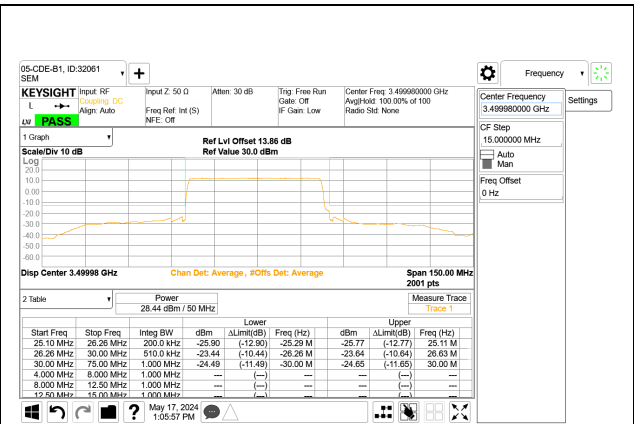 05-CDE-B1, ID:32061
SEM
▼
+
Frequency
▼
KEYSIGHT
L
LXI
PASS
Input: RF
Coupling: DC
Align: Auto
Input Z: 50 Ω
Freq Ref: Int (S)
NFE: Off
Atten: 30 dB
Trig: Free Run
Gate: Off
IF Gain: Low
Center Freq: 3.499980000 GHz
Avg|Hold: 100.00% of 100
Radio Std: None
Center Frequency
3.499980000 GHz
Settings
CF Step
15.000000 MHz
Auto
Man
Freq Offset
0 Hz
1 Graph
▼
Scale/Div 10 dB
Ref Lvl Offset 13.86 dB
Ref Value 30.0 dBm
Log
20.0
10.0
0.00
-10.0
-20.0
-30.0
-40.0
-50.0
-60.0
Disp Center 3.49998 GHz
Chan Det: Average, #Offs Det: Average
Span 150.00 MHz
2001 pts
2 Table
▼
Power
28.44 dBm / 50 MHz
Measure Trace
Trace 1
Lower Upper
Start Freq Stop Freq Integ BW dBm ΔLimit(dB) Freq (Hz) dBm ΔLimit(dB) Freq (Hz)
25.10 MHz 26.26 MHz 200.0 kHz -25.90 (-12.90) -25.29 M -25.77 (-12.77) 25.11 M
26.26 MHz 30.00 MHz 510.0 kHz -23.44 (-10.44) -26.26 M -23.64 (-10.64) 26.63 M
30.00 MHz 75.00 MHz 1.000 MHz -24.49 (-11.49) -30.00 M -24.65 (-11.65) 30.00 M
4.000 MHz 8.000 MHz 1.000 MHz --- (---) --- --- (---) ---
8.000 MHz 12.50 MHz 1.000 MHz --- (---) --- --- (---) ---
12.50 MHz 15.00 MHz 1.000 MHz --- (---) --- --- (---) ---
?
May 17, 2024
1:05:57 PM